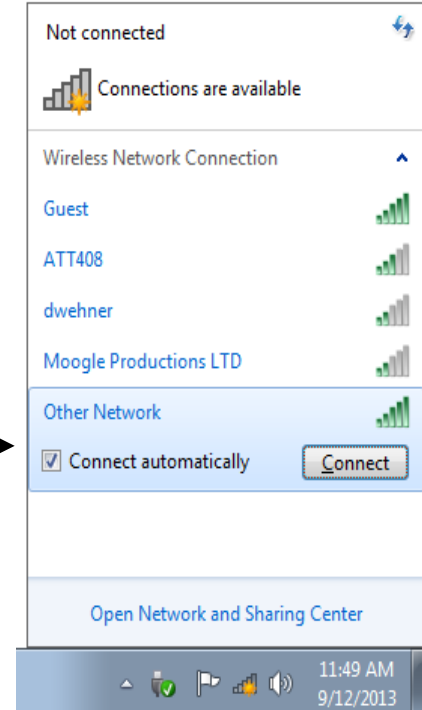 Not connected
Connections are available
Wireless Network Connection
Guest
ATT408
dwehner
Moogle Productions LTD
Other Network
Connect automatically Connect
Open Network and Sharing Center
11:49 AM
9/12/2013